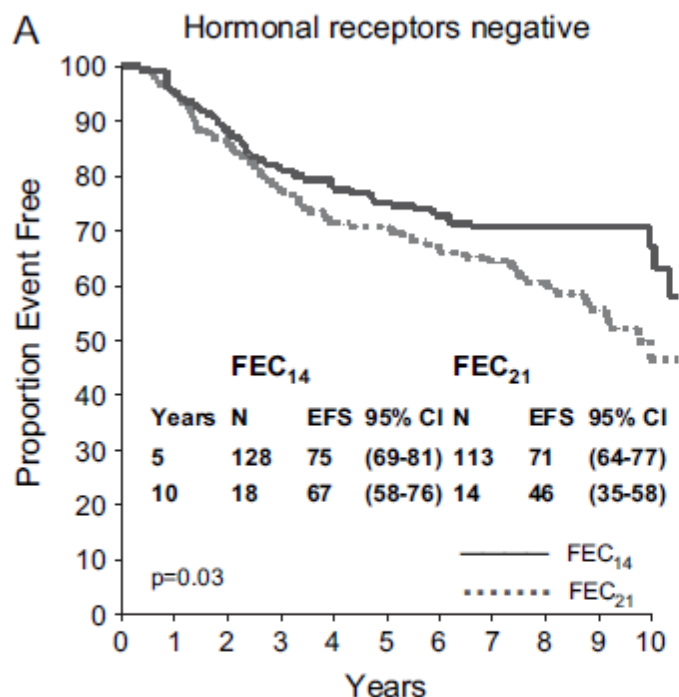 A
Hormonal receptors negative
Proportion Event Free
100
90
80
70
60
50
40
30
20
10
0
FEC14 FEC21
Years N EFS 95% CI N EFS 95% CI
5 128 75 (69-81) 113 71 (64-77)
10 18 67 (58-76) 14 46 (35-58)
p=0.03
FEC14
FEC21
0 1 2 3 4 5 6 7 8 9 10
Years